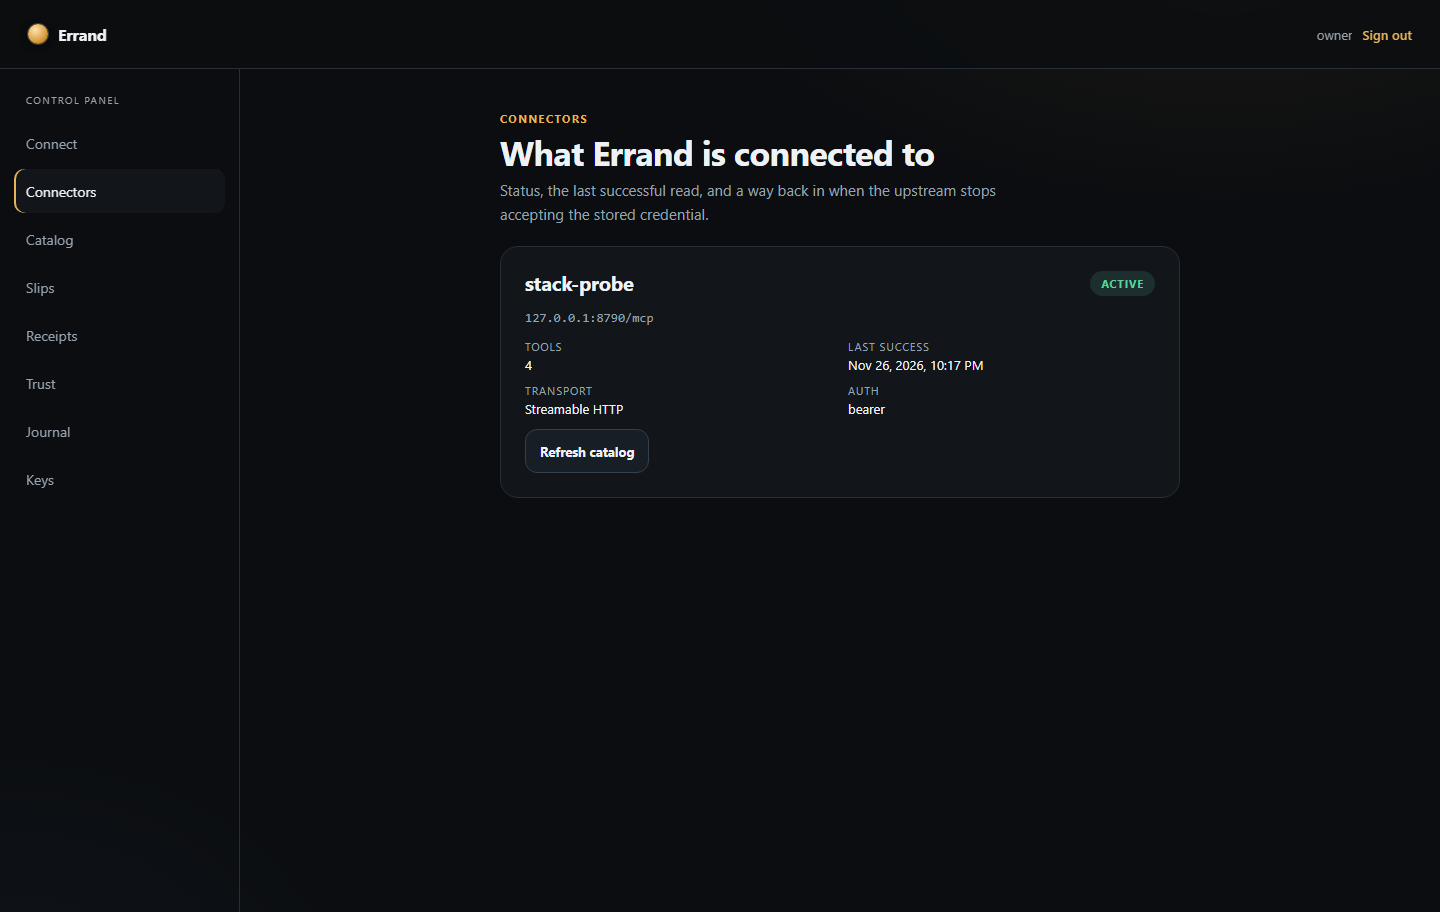 Errand
owner Sign out
CONTROL PANEL
Connect
Connectors
Catalog
Slips
Receipts
Trust
Journal
Keys
CONNECTORS
What Errand is connected to
Status, the last successful read, and a way back in when the upstream stops
accepting the stored credential.
stack-probe
ACTIVE
127.0.0.1:8790/mcp
TOOLS
4
LAST SUCCESS
Nov 26, 2026, 10:17 PM
TRANSPORT
Streamable HTTP
AUTH
bearer
Refresh catalog